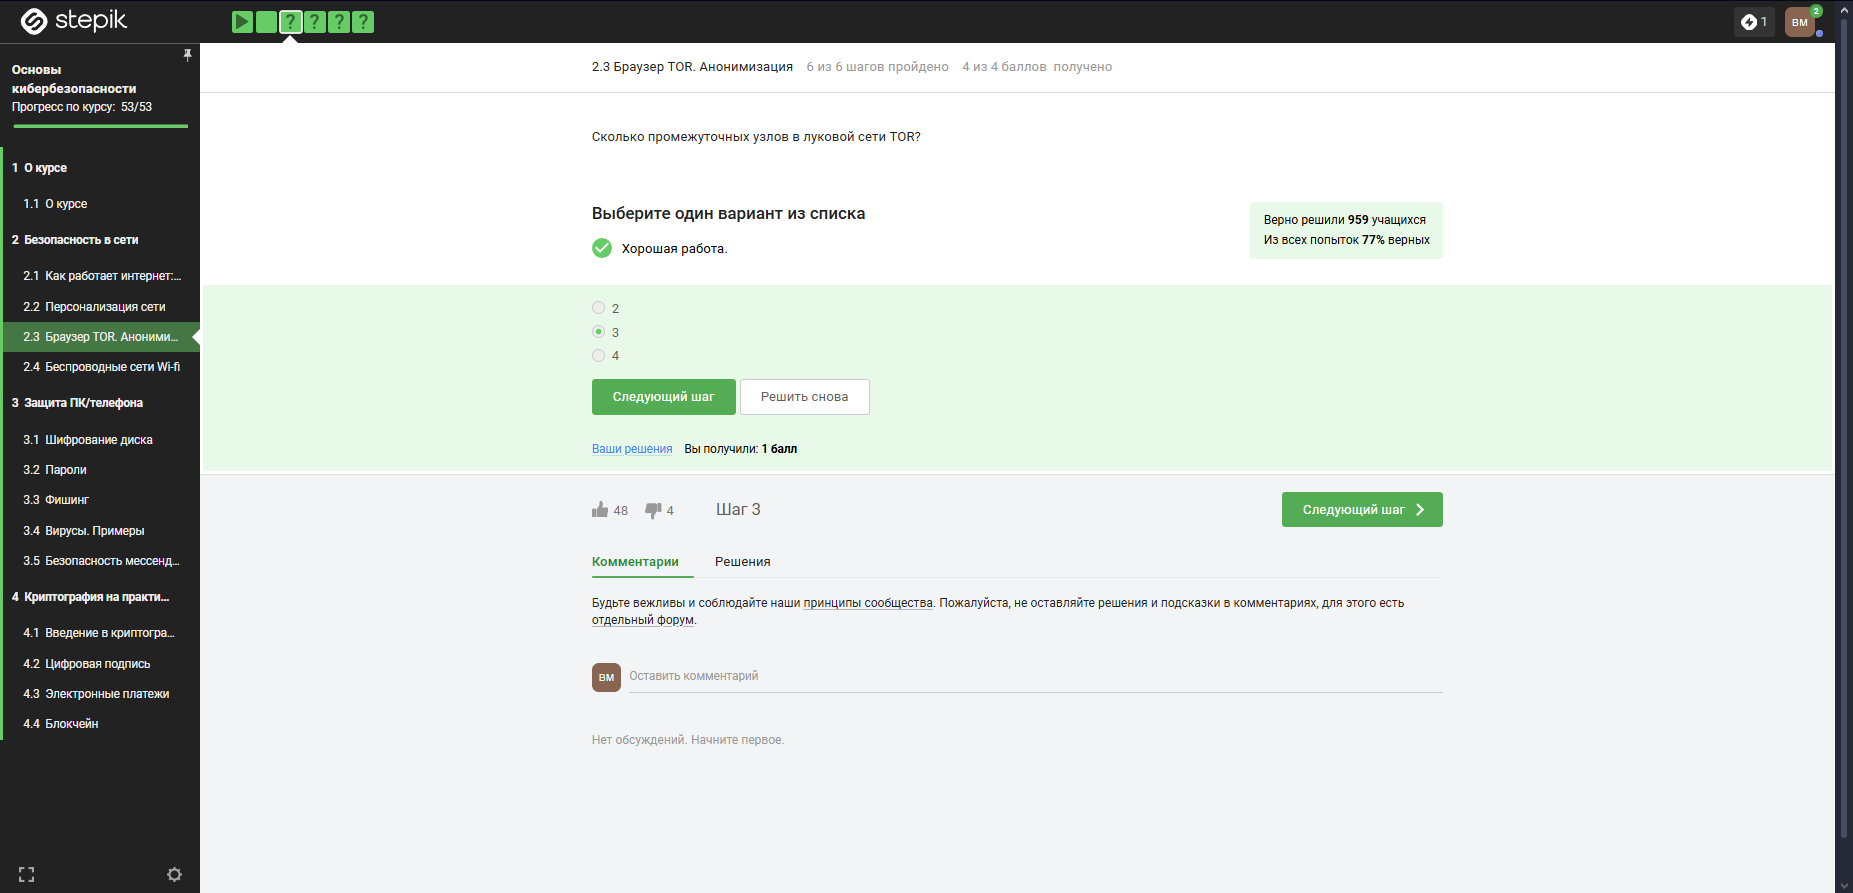 stepik
? ? ? ?
1
ВМ
2
Основы
кибербезопасности
Прогресс по курсу: 53/53
1 О курсе
1.1 О курсе
2 Безопасность в сети
2.1 Как работает интернет:...
2.2 Персонализация сети
2.3 Браузер TOR. Аноними...
2.4 Беспроводные сети Wi-fi
3 Защита ПК/телефона
3.1 Шифрование диска
3.2 Пароли
3.3 Фишинг
3.4 Вирусы. Примеры
3.5 Безопасность мессенд...
4 Криптография на практи...
4.1 Введение в криптогра...
4.2 Цифровая подпись
4.3 Электронные платежи
4.4 Блокчейн
2.3 Браузер TOR. Анонимизация 6 из 6 шагов пройдено 4 из 4 баллов получено
Сколько промежуточных узлов в луковой сети TOR?
Выберите один вариант из списка
Хорошая работа.
Верно решили 959 учащихся
Из всех попыток 77% верных
2
3
4
Следующий шаг Решить снова
Ваши решения Вы получили: 1 балл
48 4 Шаг 3
Следующий шаг
Комментарии Решения
Будьте вежливы и соблюдайте наши принципы сообщества. Пожалуйста, не оставляйте решения и подсказки в комментариях, для этого есть
отдельный форум.
ВМ Оставить комментарий
Нет обсуждений. Начните первое.